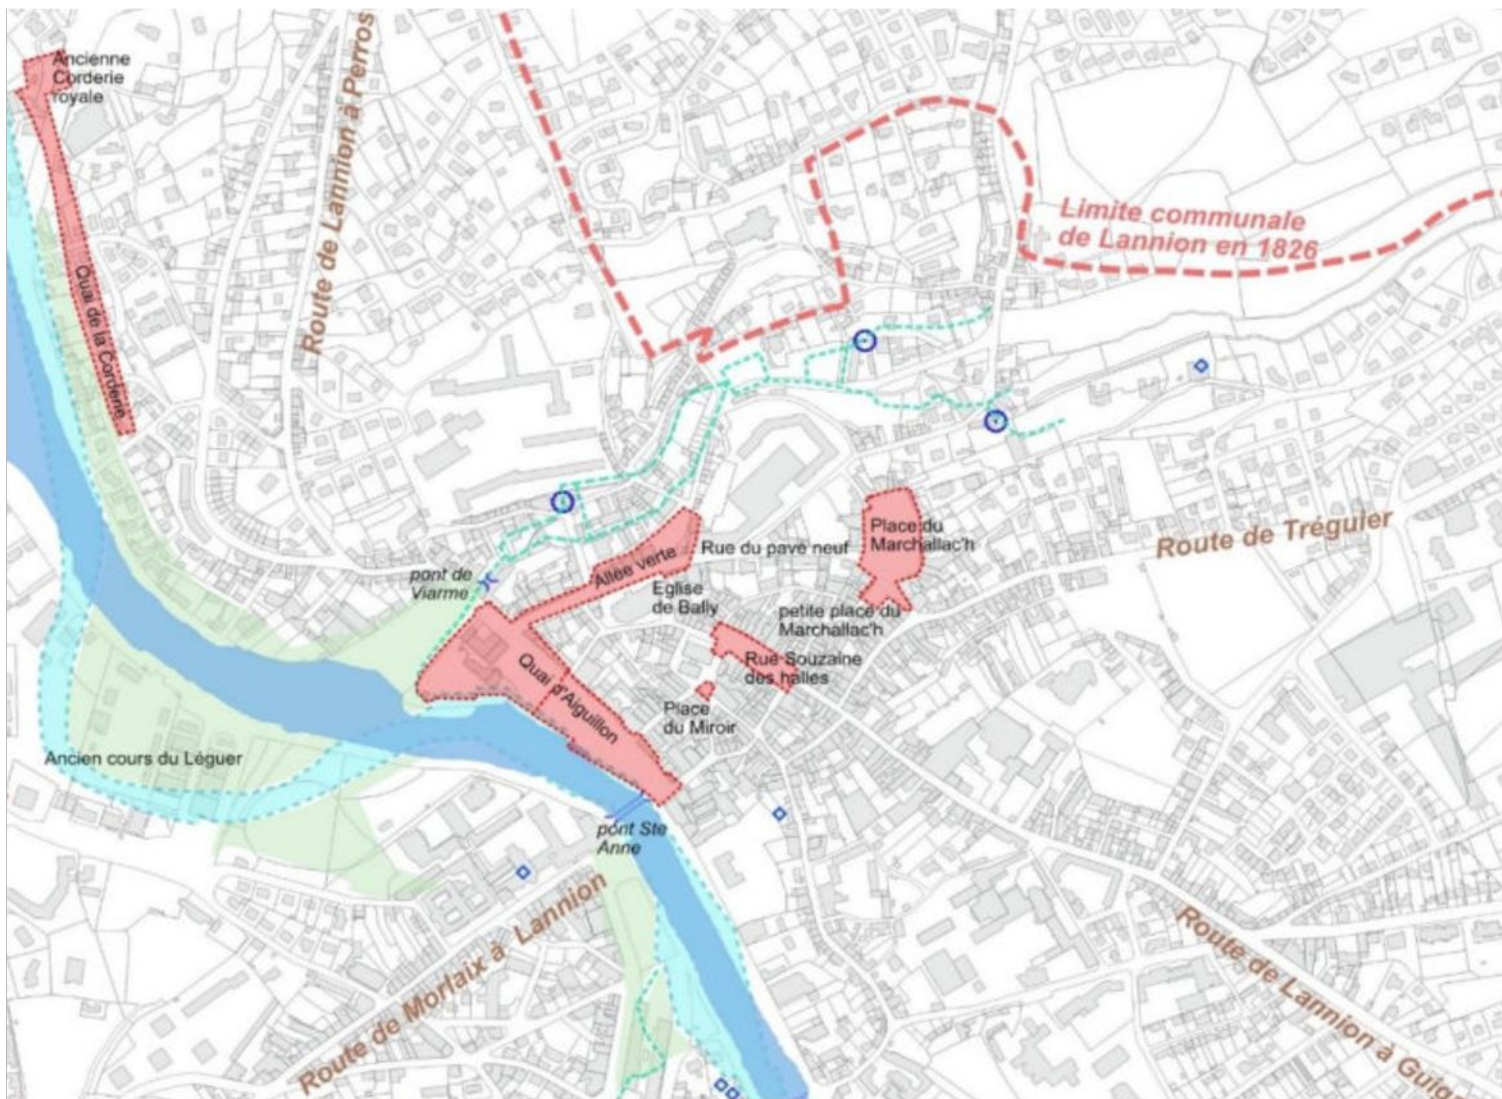 Ancienne
Corderie
royale
Route de Lannion à Perros
Quai de la Corderie
Limite communale
de Lannion en 1826
Place du
Marchallac'h
Route de Tréguier
Rue du pavé neuf
Allée verte
pont de
Viarme
Eglise
de Bally
petite place du
Marchallac'h
Rue Souzaine
des halles
Quai d'Aiguillon
Place
du Miroir
Ancien cours du Léguer
pont Ste
Anne
Route de Morlaix à Lannion
Route de Lannion à Guig